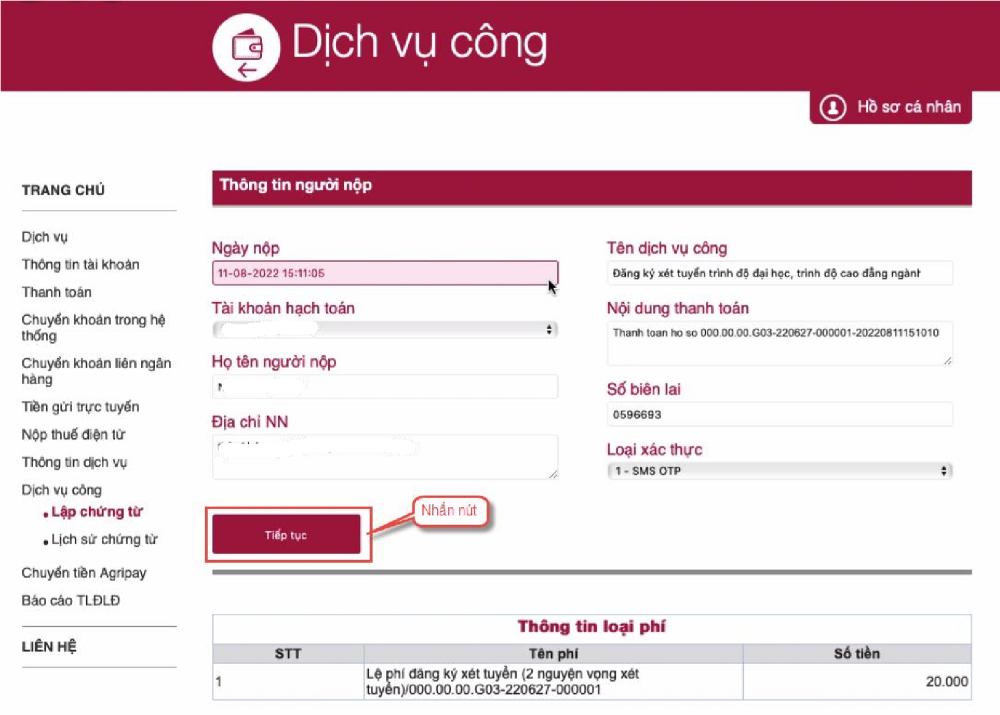 Dịch vụ công
Hồ sơ cá nhân
TRANG CHỦ
Dịch vụ
Thông tin tài khoản
Thanh toán
Chuyển khoản trong hệ
thống
Chuyển khoản liên ngân
hàng
Tiền gửi trực tuyến
Nộp thuế điện tử
Thông tin dịch vụ
Dịch vụ công
Lập chứng từ
Lịch sử chứng từ
Chuyển tiền Agripay
Báo cáo TLĐLĐ
LIÊN HỆ
Thông tin người nộp
Ngày nộp
11-08-2022 15:11:05
Tài khoản hạch toán
Họ tên người nộp
Địa chỉ NN
Tên dịch vụ công
Đăng ký xét tuyển trình độ đại học, trình độ cao đẳng ngành
Nội dung thanh toán
Thanh toan ho so 000.00.00.G03-220627-000001-20220811151010
Số biên lai
0596693
Loại xác thực
1 - SMS OTP
Tiếp tục
Nhấn nút
Thông tin loại phí
STT Tên phí Số tiền
1 Lệ phí đăng ký xét tuyển (2 nguyện vọng xét
tuyển)/000.00.00.G03-220627-000001 20.000